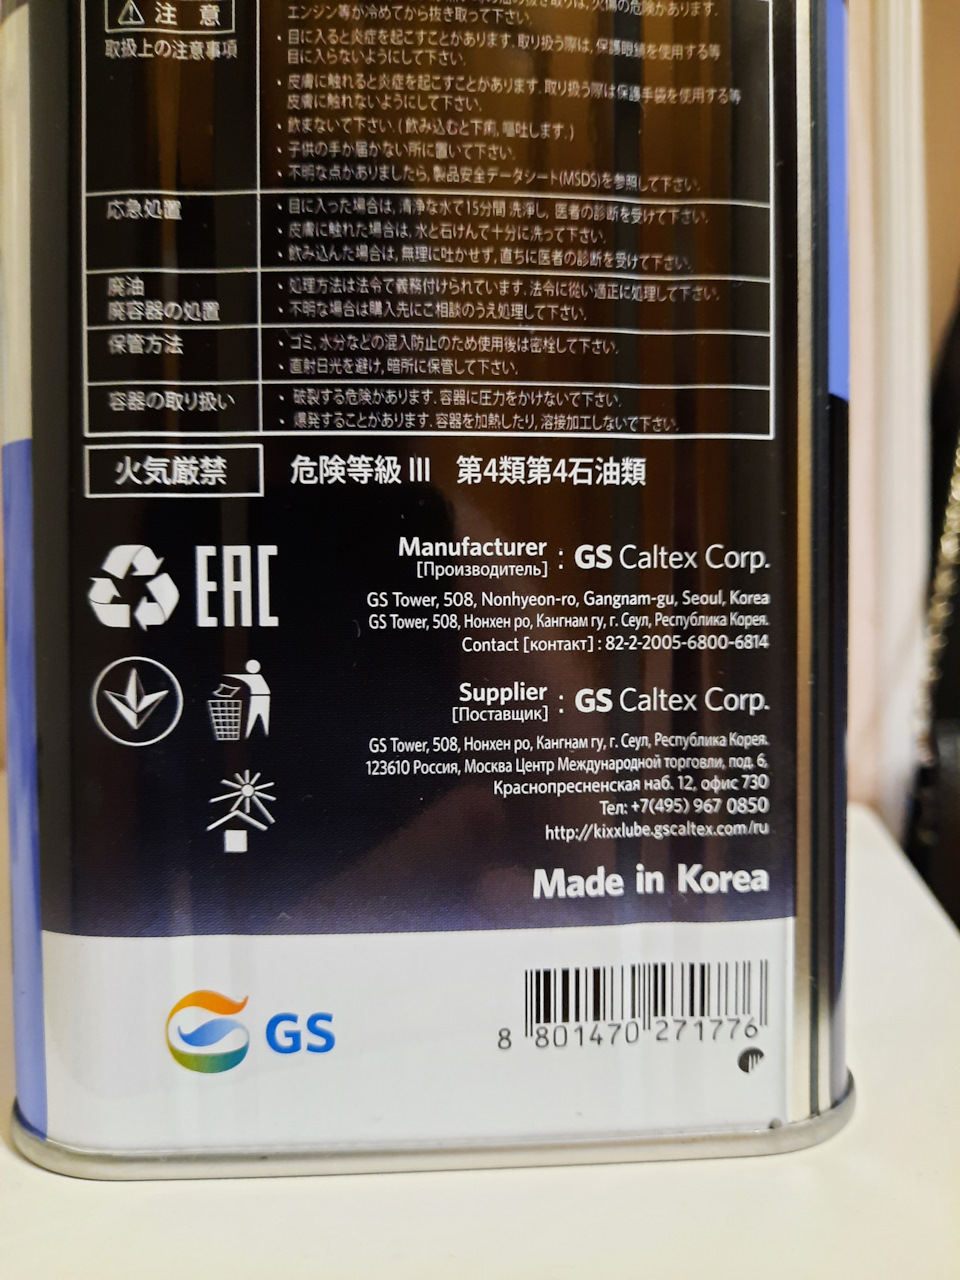 火傷の危険があります.
エンジン等が冷めてから抜き取って下さい.
注 意
取扱上の注意事項
・目に入ると炎症を起こすことがあります. 取り扱う際は, 保護眼鏡を使用する等
目に入らないようにして下さい.
・皮膚に触れると炎症を起こすことがあります. 取り扱う際は保護手袋を使用する等
皮膚に触れないようにして下さい.
・飲まないで下さい. ( 飲み込むと下痢, 嘔吐します. )
・子供の手が届かない所に置いて下さい.
・不明な点がありましたら, 製品安全データシート(MSDS)を参照して下さい.
応急処置
・目に入った場合は, 清浄な水で15分間 洗浄し, 医者の診断を受けて下さい.
・皮膚に触れた場合は, 水と石けんで十分に洗って下さい.
・飲み込んた場合は, 無理に吐かせず, 直ちに医者の診断を受けて下さい.
廃油
廃容器の処置
・処理方法は法令で義務付けられています. 法令に從い適正に処理して下さい.
・不明な場合は購入先にご相談のうえ処理して下さい.
保管方法
・ゴミ, 水分などの混入防止のため使用後は密栓して下さい.
・直射日光を避け, 暗所に保管して下さい.
容器の取り扱い
・破裂する危険があります. 容器に圧力をかけないで下さい.
・爆発することがあります. 容器を加熱したり, 溶接加工しないで下さい.
火気厳禁 危険等級 III 第4類第4石油類
EAC
Manufacturer : GS Caltex Corp.
[Производитель]
GS Tower, 508, Nonhyeon-ro, Gangnam-gu, Seoul, Korea
GS Tower, 508, Нонхен ро, Кангнам гу, г. Сеул, Республика Корея.
Contact [контакт] : 82-2-2005-6800-6814
Supplier : GS Caltex Corp.
[Поставщик]
GS Tower, 508, Нонхен ро, Кангнам гу, г. Сеул, Республика Корея.
123610 Россия, Москва Центр Международной торговли, под. 6,
Краснопресненская наб. 12, офис 730
Тел: +7(495) 967 0850
http://kixxlube.gscaltex.com/ru
Made in Korea
GS
8 801470 271776